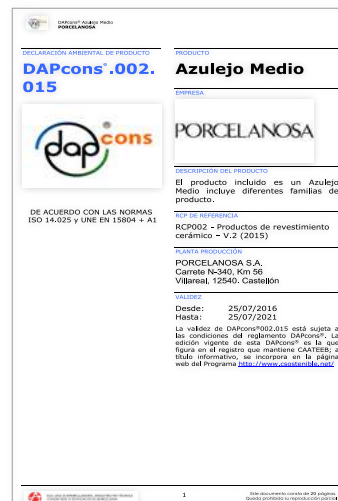 DAPcons® Azulejo Medio
PORCELANOSA
DECLARACIÓN AMBIENTAL DE PRODUCTO
DAPcons®.002.
015
dap cons
DE ACUERDO CON LAS NORMAS
ISO 14.025 y UNE EN 15804 + A1
PRODUCTO
Azulejo Medio
EMPRESA
PORCELANOSA
DESCRIPCIÓN DEL PRODUCTO
El producto incluido es un Azulejo
Medio incluye diferentes familias de
producto.
RCP DE REFERENCIA
RCP002 - Productos de revestimiento
cerámico – V.2 (2015)
PLANTA PRODUCCIÓN
PORCELANOSA S.A.
Carrete N-340, Km 56
Villareal, 12540. Castellón
VALIDEZ
Desde: 25/07/2016
Hasta: 25/07/2021
La validez de DAPcons®002.015 está sujeta a
las condiciones del reglamento DAPcons®. La
edición vigente de esta DAPcons® es la que
figura en el registro que mantiene CAATEEB; a
título informativo, se incorpora en la página
web del Programa http://www.csostenible.net/
1
Este documento consta de 20 páginas.
Queda prohibida su reproducción parcial